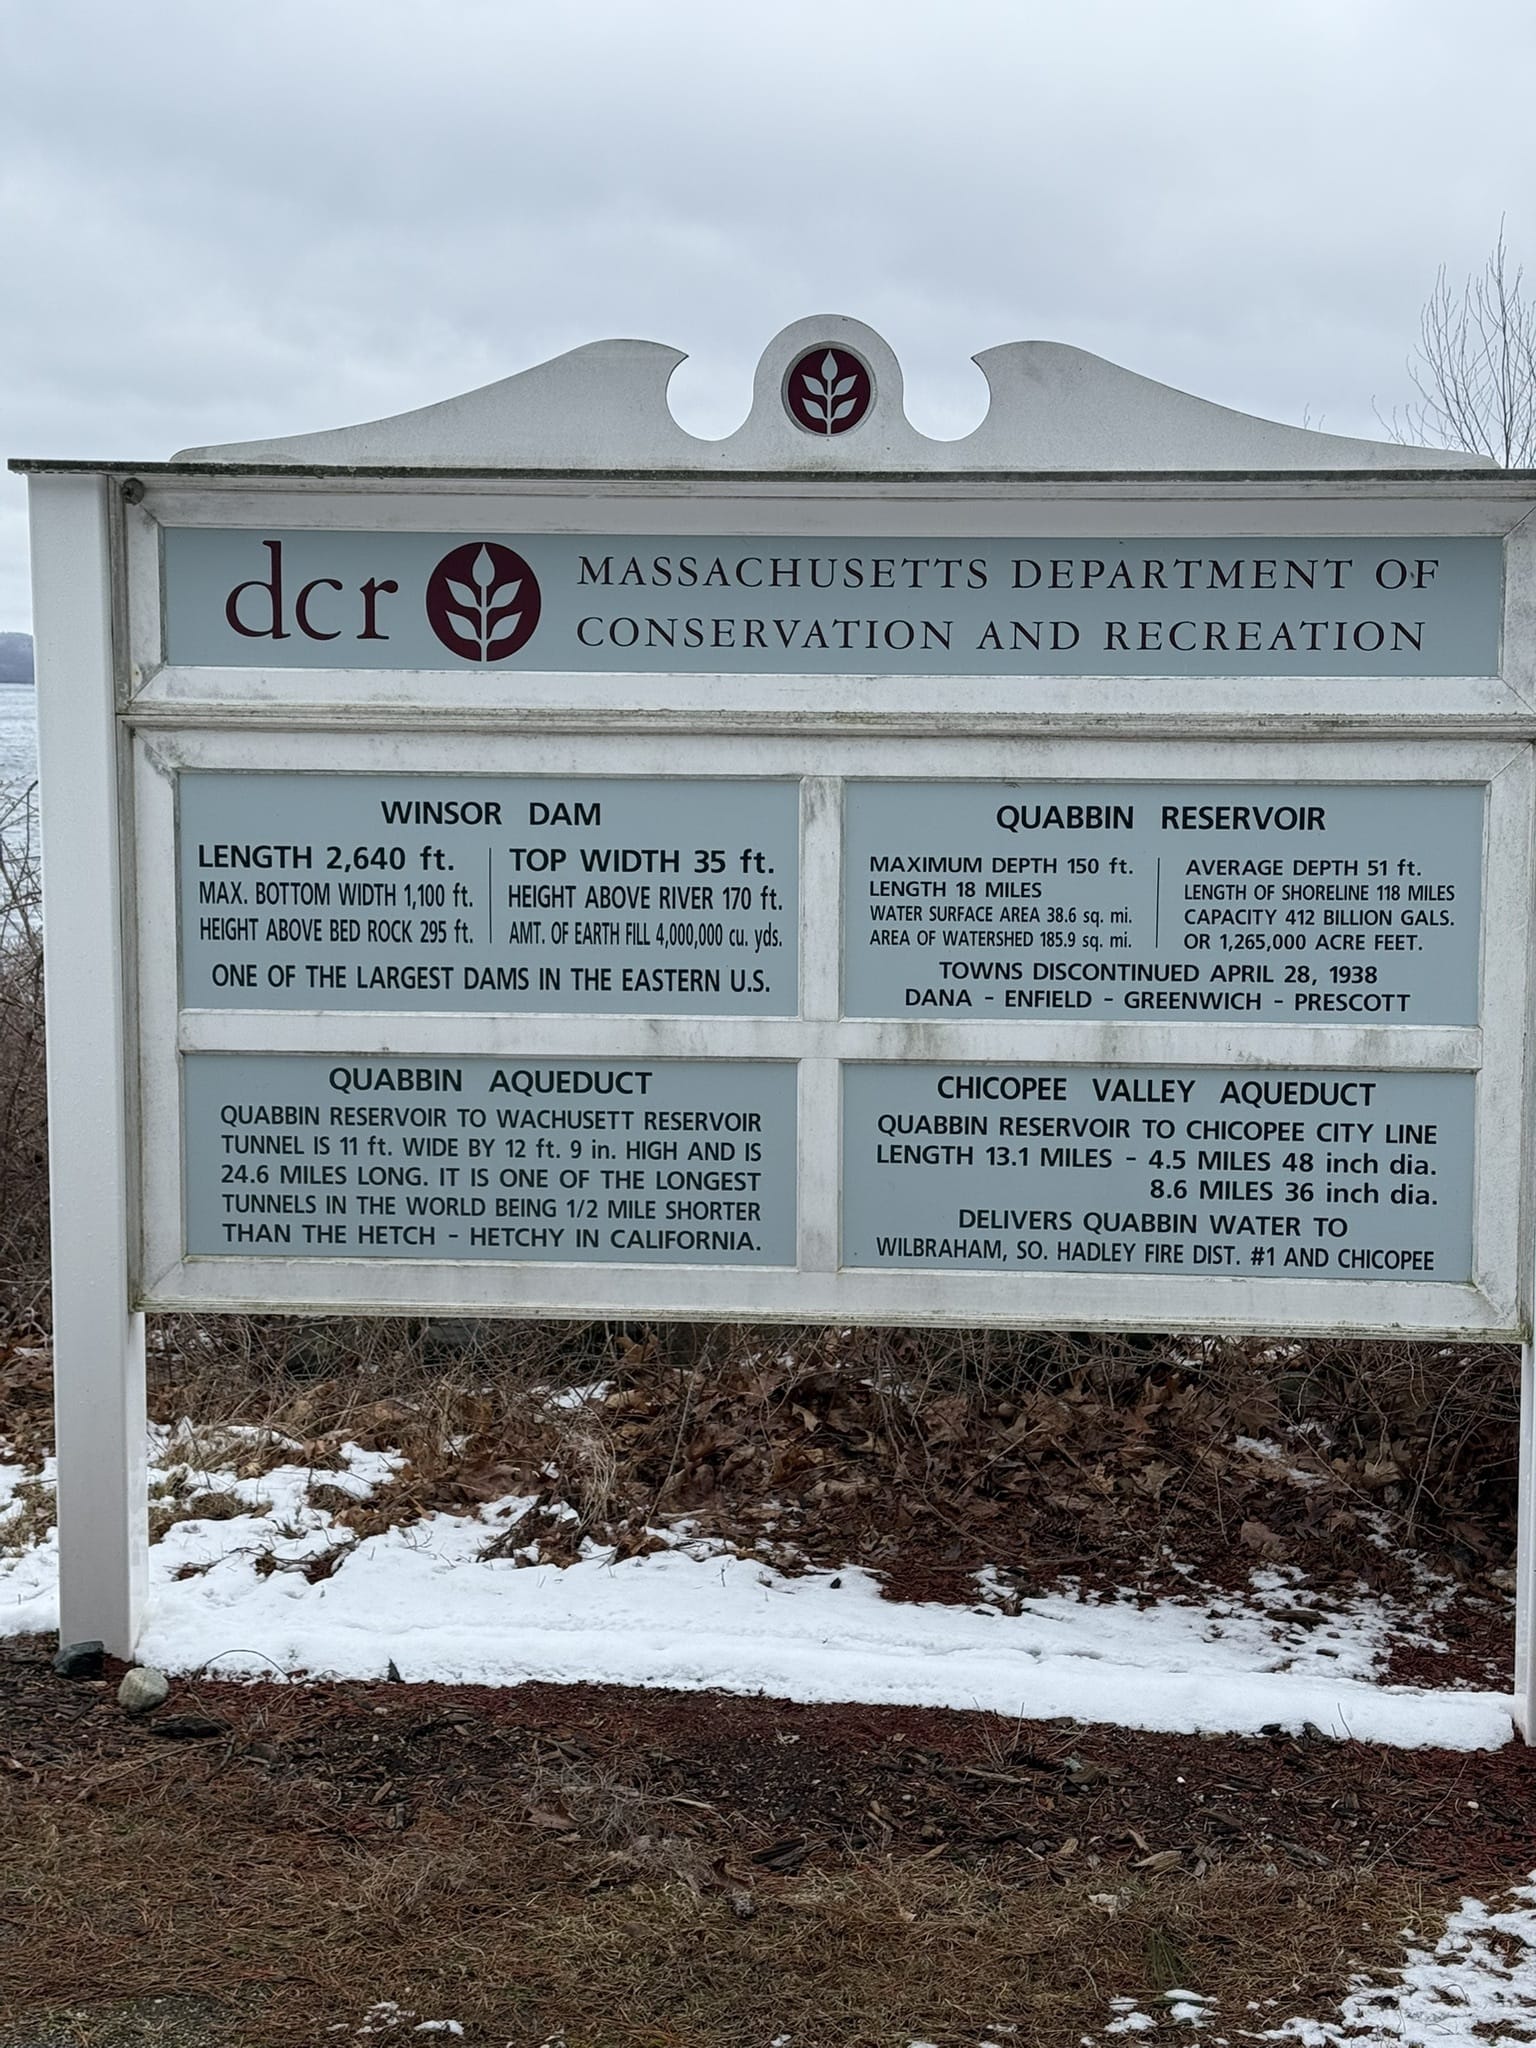 dcr
MASSACHUSETTS DEPARTMENT OF
CONSERVATION AND RECREATION
WINSOR DAM
LENGTH 2,640 ft.
MAX. BOTTOM WIDTH 1,100 ft.
HEIGHT ABOVE BED ROCK 295 ft.
TOP WIDTH 35 ft.
HEIGHT ABOVE RIVER 170 ft.
AMT. OF EARTH FILL 4,000,000 cu. yds.
ONE OF THE LARGEST DAMS IN THE EASTERN U.S.
QUABBIN RESERVOIR
MAXIMUM DEPTH 150 ft.
LENGTH 18 MILES
WATER SURFACE AREA 38.6 sq. mi.
AREA OF WATERSHED 185.9 sq. mi.
AVERAGE DEPTH 51 ft.
LENGTH OF SHORELINE 118 MILES
CAPACITY 412 BILLION GALS.
OR 1,265,000 ACRE FEET.
TOWNS DISCONTINUED APRIL 28, 1938
DANA - ENFIELD - GREENWICH - PRESCOTT
QUABBIN AQUEDUCT
QUABBIN RESERVOIR TO WACHUSETT RESERVOIR
TUNNEL IS 11 ft. WIDE BY 12 ft. 9 in. HIGH AND IS
24.6 MILES LONG. IT IS ONE OF THE LONGEST
TUNNELS IN THE WORLD BEING 1/2 MILE SHORTER
THAN THE HETCH - HETCHY IN CALIFORNIA.
CHICOPEE VALLEY AQUEDUCT
QUABBIN RESERVOIR TO CHICOPEE CITY LINE
LENGTH 13.1 MILES - 4.5 MILES 48 inch dia.
8.6 MILES 36 inch dia.
DELIVERS QUABBIN WATER TO
WILBRAHAM, SO. HADLEY FIRE DIST. #1 AND CHICOPEE